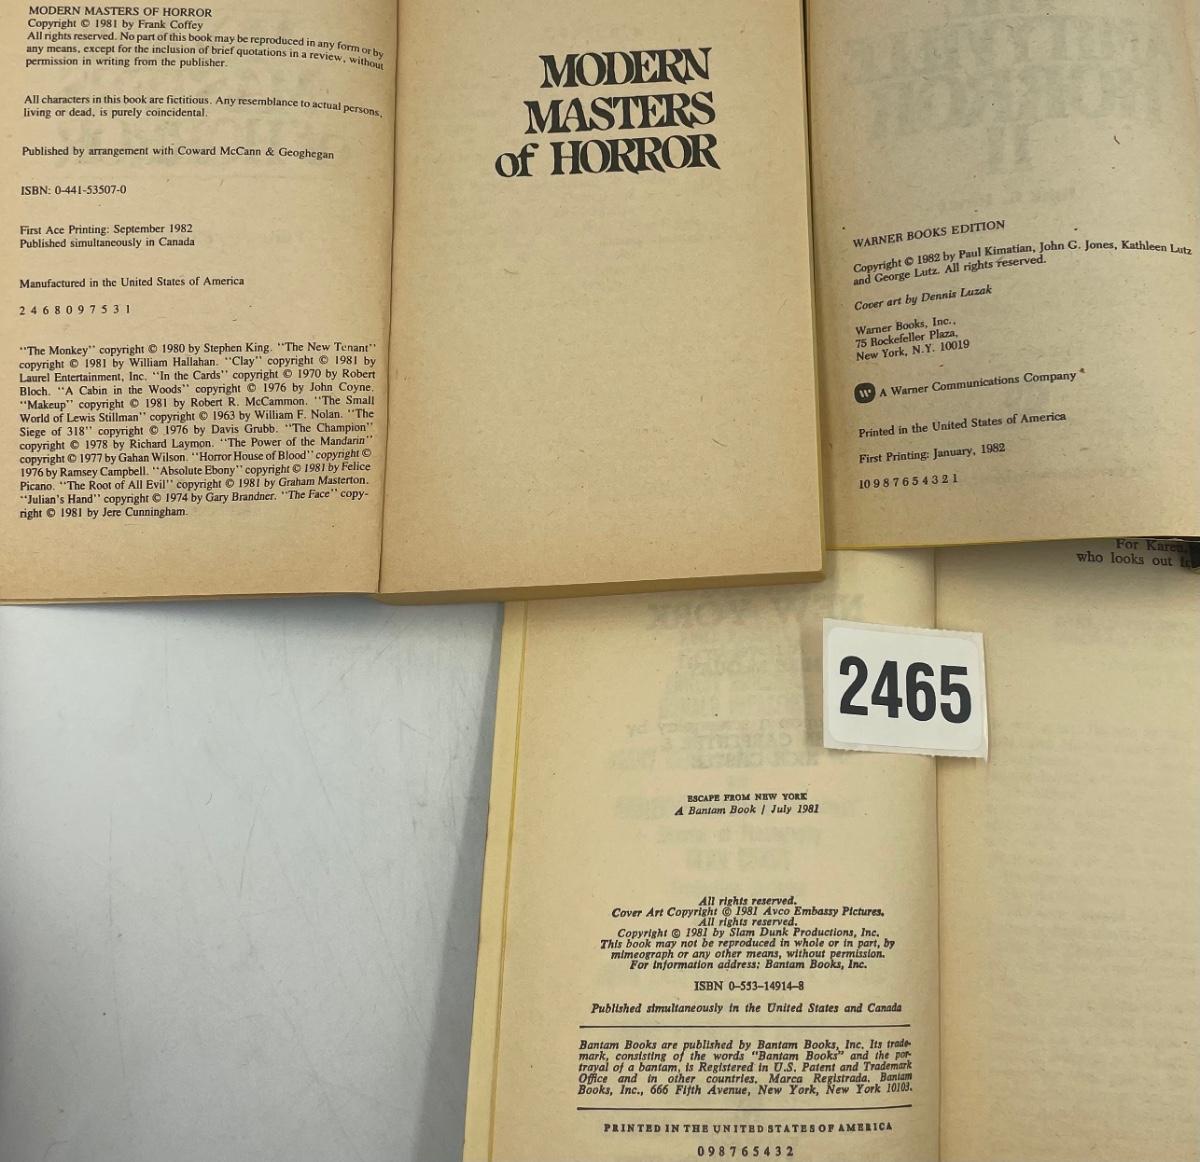 MODERN MASTERS OF HORROR
Copyright © 1981 by Frank Coffey
All rights reserved. No part of this book may be reproduced in any form or by
any means, except for the inclusion of brief quotations in a review, without
permission in writing from the publisher.
All characters in this book are fictitious. Any resemblance to actual persons,
living or dead, is purely coincidental.
Published by arrangement with Coward McCann & Geoghegan
ISBN: 0-441-53507-0
First Ace Printing: September 1982
Published simultaneously in Canada
Manufactured in the United States of America
2 4 6 8 0 9 7 5 3 1
"The Monkey" copyright © 1980 by Stephen King. "The New Tenant"
copyright © 1981 by William Hallahan. "Clay" copyright © 1981 by
Laurel Entertainment, Inc. "In the Cards" copyright © 1970 by Robert
Bloch. "A Cabin in the Woods" copyright © 1976 by John Coyne.
"Makeup" copyright © 1981 by Robert R. McCammon. "The Small
World of Lewis Stillman" copyright © 1963 by William F. Nolan. "The
Siege of 318" copyright © 1976 by Davis Grubb. "The Champion"
copyright © 1978 by Richard Laymon. "The Power of the Mandarin"
copyright © 1977 by Gahan Wilson. "Horror House of Blood" copyright ©
1976 by Ramsey Campbell. "Absolute Ebony" copyright © 1981 by Felice
Picano. "The Root of All Evil" copyright © 1981 by Graham Masterton.
"Julian's Hand" copyright © 1974 by Gary Brandner. "The Face" copy-
right © 1981 by Jere Cunningham.
MODERN
MASTERS
of HORROR
WARNER BOOKS EDITION
Copyright © 1982 by Paul Kimatian, John G. Jones, Kathleen Lutz
and George Lutz. All rights reserved.
Cover art by Dennis Luzak
Warner Books, Inc.,
75 Rockefeller Plaza,
New York, N.Y. 10019
A Warner Communications Company
Printed in the United States of America
First Printing: January, 1982
10 9 8 7 6 5 4 3 2 1
For Karen,
who looks out
2465
ESCAPE FROM NEW YORK
A Bantam Book / July 1981
All rights reserved.
Cover Art Copyright © 1981 Avco Embassy Pictures.
All rights reserved.
Copyright © 1981 by Slam Dunk Productions, Inc.
This book may not be reproduced in whole or in part, by
mimeograph or any other means, without permission.
For information address: Bantam Books, Inc.
ISBN 0-553-14914-8
Published simultaneously in the United States and Canada
Bantam Books are published by Bantam Books, Inc. Its trade-
mark, consisting of the words "Bantam Books" and the por-
trayal of a bantam, is Registered in U.S. Patent and Trademark
Office and in other countries. Marca Registrada. Bantam
Books, Inc., 666 Fifth Avenue, New York, New York 10103.
PRINTED IN THE UNITED STATES OF AMERICA
0 9 8 7 6 5 4 3 2